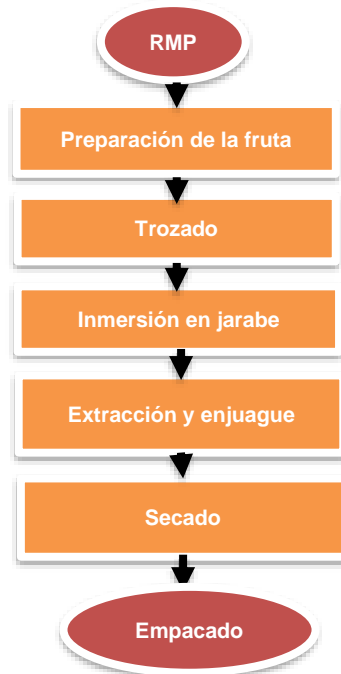 RMP
Preparación de la fruta
Trozado
Inmersión en jarabe
Extracción y enjuague
Secado
Empacado